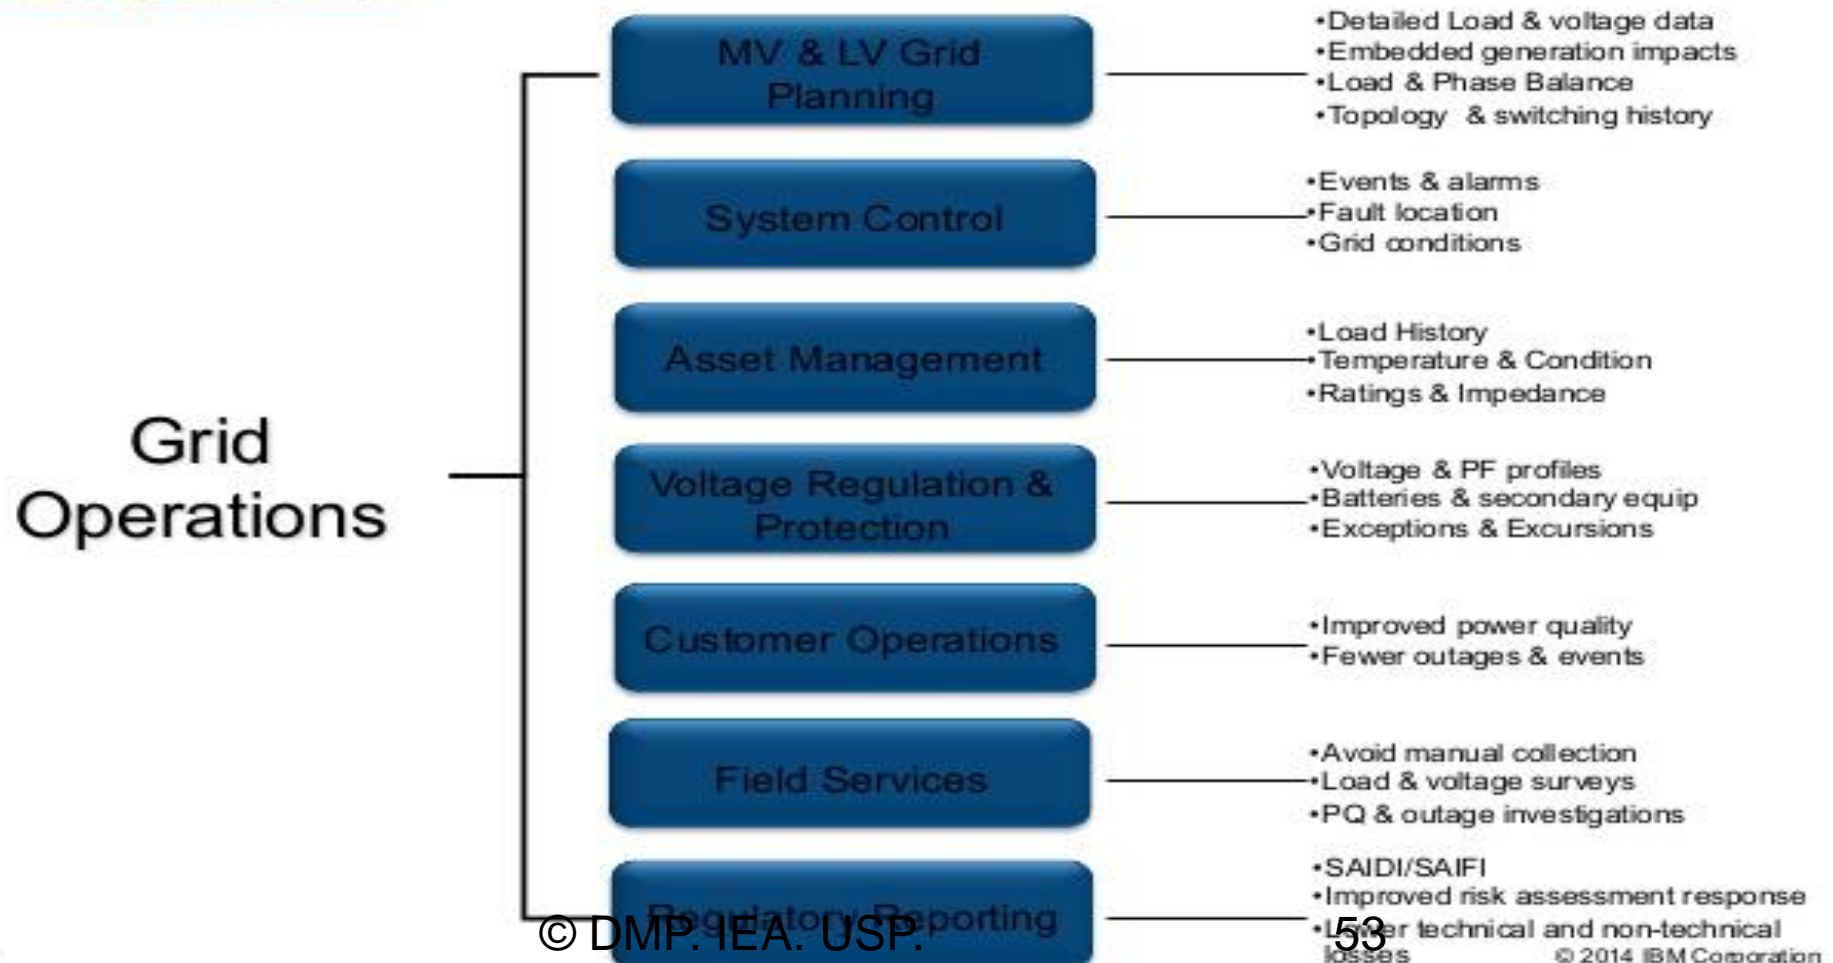 Grid
Operations
MV & LV Grid
Planning
•Detailed Load & voltage data
•Embedded generation impacts
•Load & Phase Balance
•Topology & switching history
System Control
•Events & alarms
•Fault location
•Grid conditions
Asset Management
•Load History
•Temperature & Condition
•Ratings & Impedance
Voltage Regulation &
Protection
•Voltage & PF profiles
•Batteries & secondary equip
•Exceptions & Excursions
Customer Operations
•Improved power quality
•Fewer outages & events
Field Services
•Avoid manual collection
•Load & voltage surveys
•PQ & outage investigations
Regulatory Reporting
•SAIDI/SAIFI
•Improved risk assessment response
•Lower technical and non-technical
losses
© DMP. IEA. USP.
53
© 2014 IBM Corporation